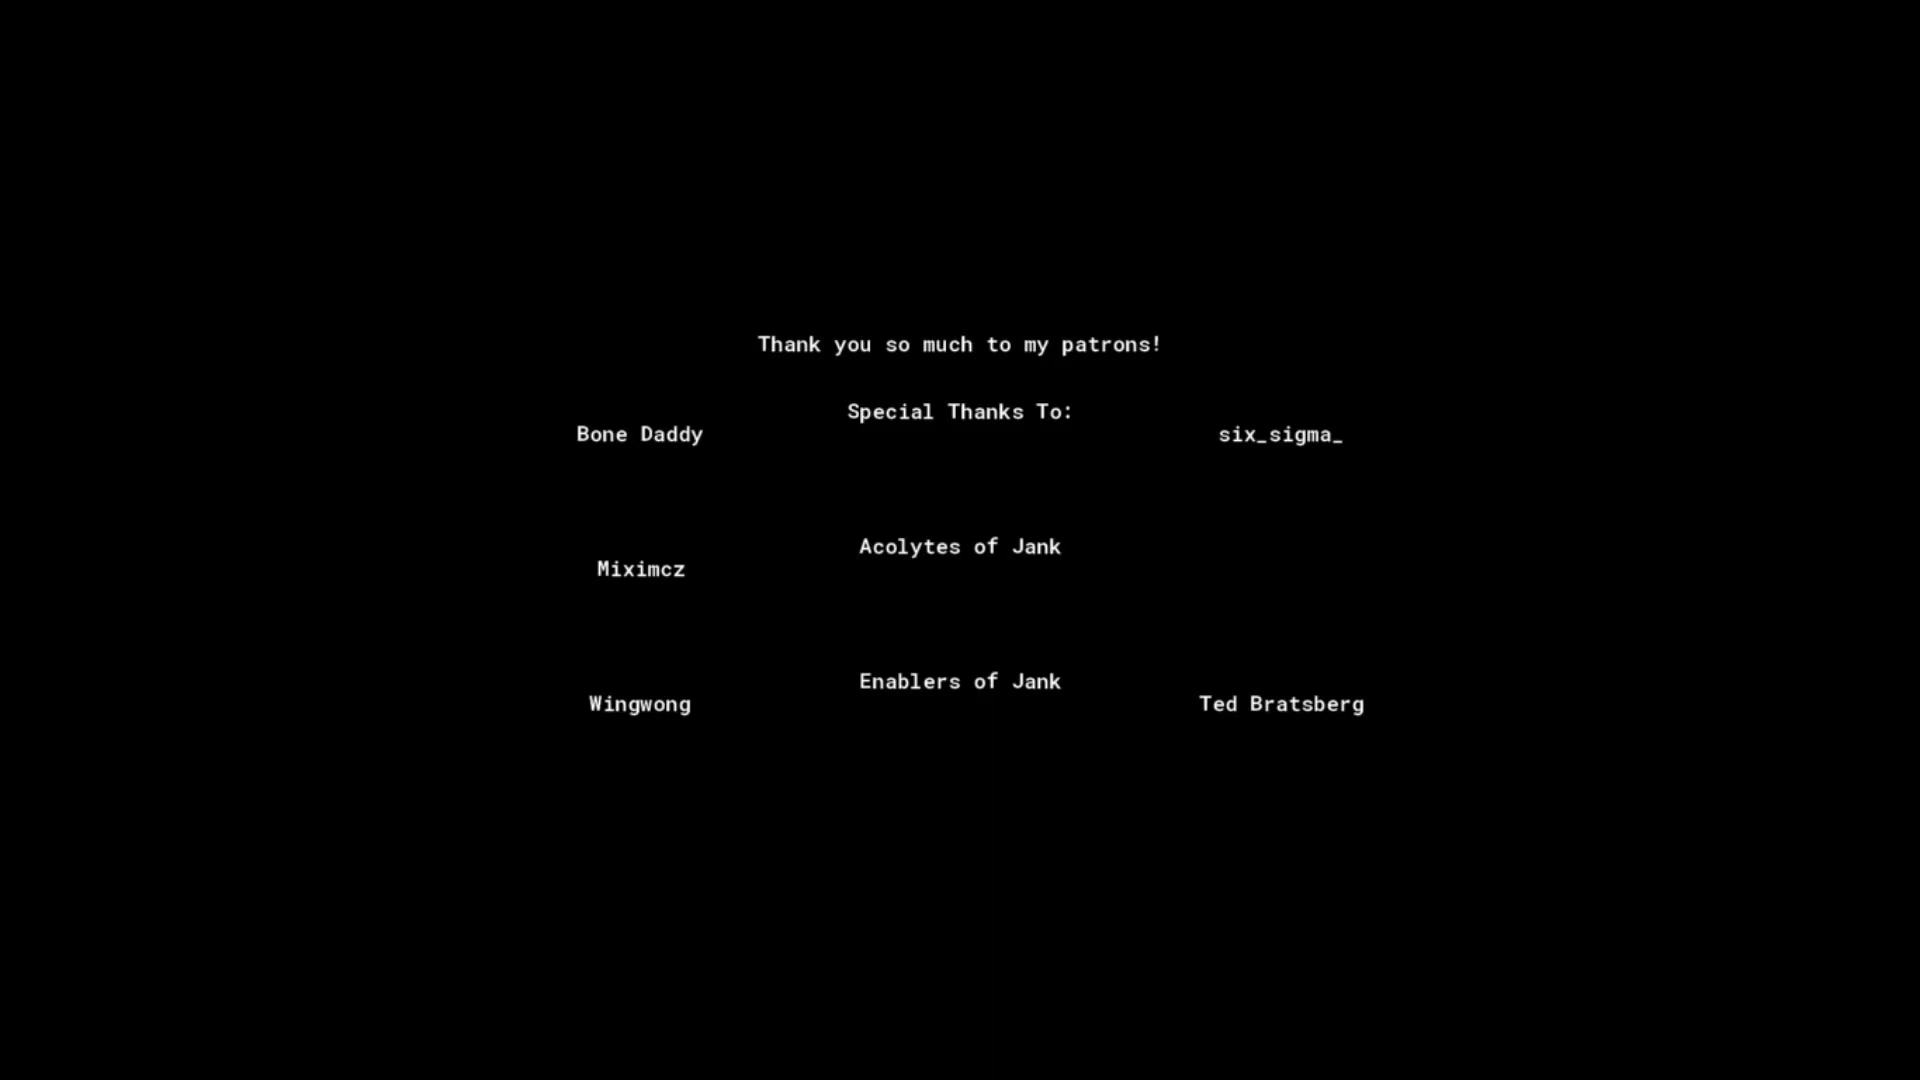 Thank you so much to my patrons!
Special Thanks To:
Bone Daddy six_sigma_
Acolytes of Jank
Miximcz
Enablers of Jank
Wingwong Ted Bratsberg